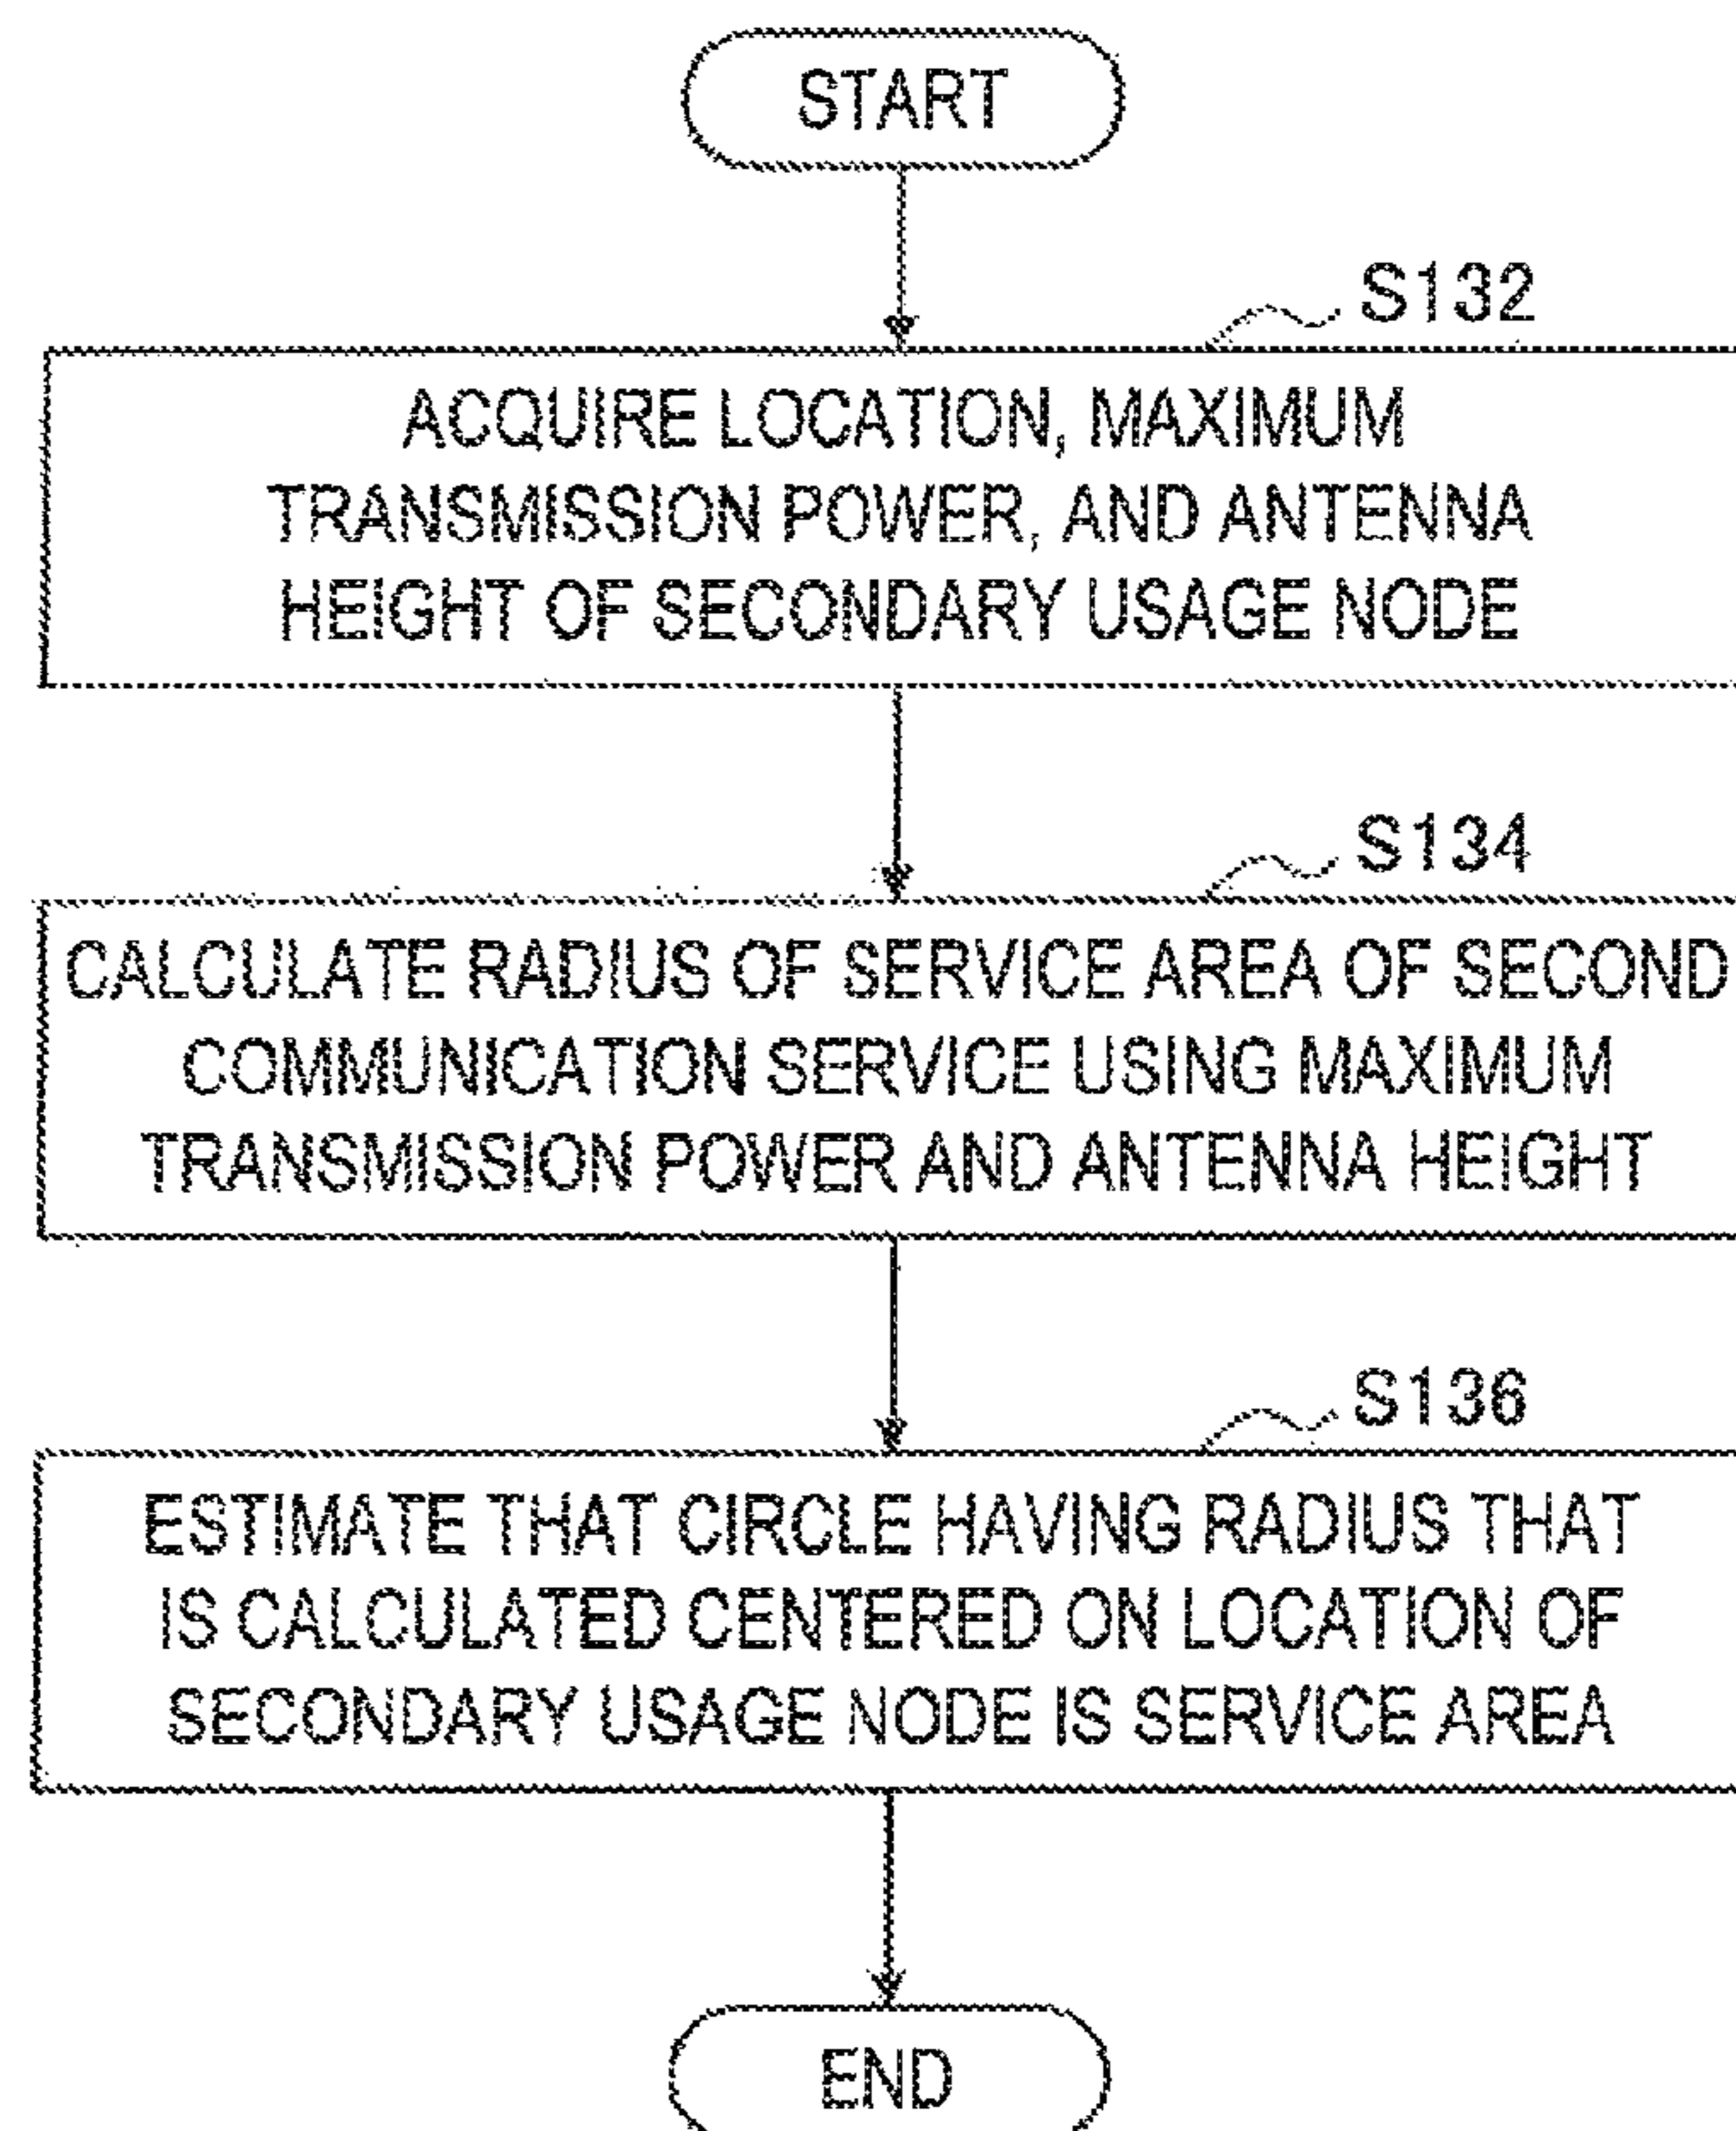 START
S132
ACQUIRE LOCATION, MAXIMUM
TRANSMISSION POWER, AND ANTENNA
HEIGHT OF SECONDARY USAGE NODE
S134
CALCULATE RADIUS OF SERVICE AREA OF SECOND
COMMUNICATION SERVICE USING MAXIMUM
TRANSMISSION POWER AND ANTENNA HEIGHT
S136
ESTIMATE THAT CIRCLE HAVING RADIUS THAT
IS CALCULATED CENTERED ON LOCATION OF
SECONDARY USAGE NODE IS SERVICE AREA
END